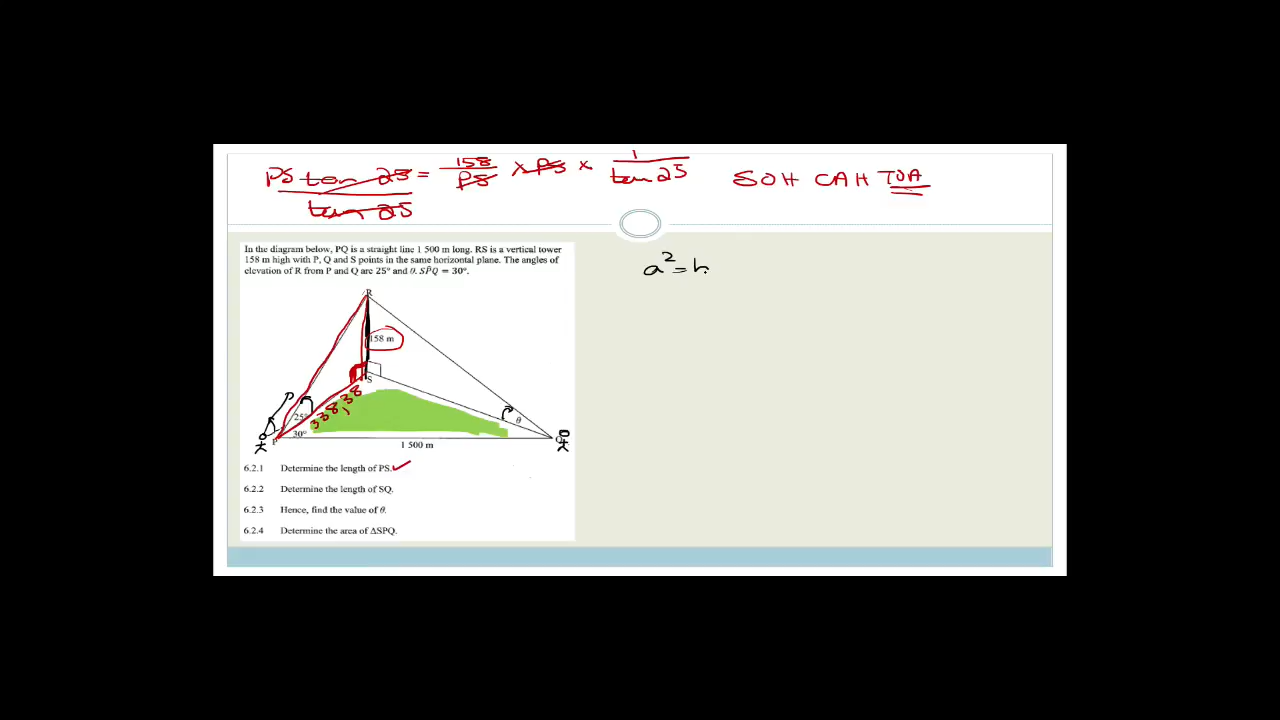 PS tan 25 = 158 / PS × PS × 1 / tan 25
tan 25
SOH CAH TOA
In the diagram below, PQ is a straight line 1 500 m long. RS is a vertical tower
158 m high with P, Q and S points in the same horizontal plane. The angles of
elevation of R from P and Q are 25° and θ. SP̂Q = 30°.
a² = b
R
158 m
S
338,38
P
25°
30°
θ
P
Q
1 500 m
6.2.1 Determine the length of PS.
6.2.2 Determine the length of SQ.
6.2.3 Hence, find the value of θ.
6.2.4 Determine the area of ΔSPQ.